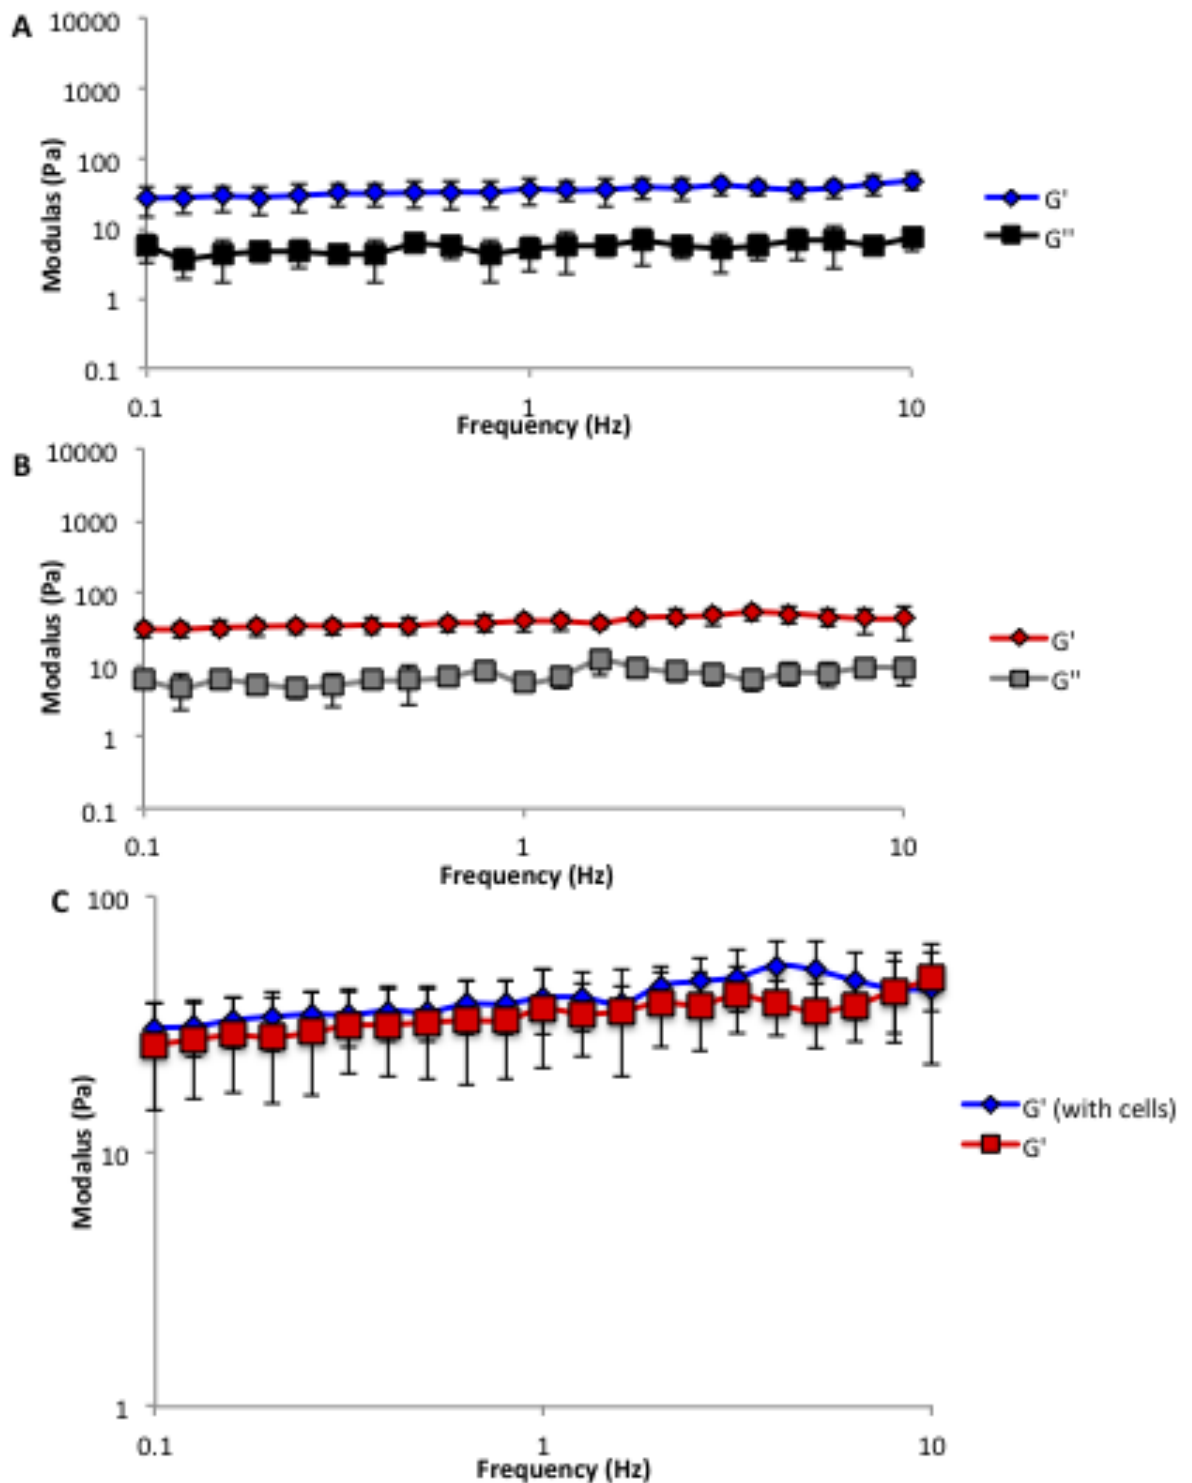 A
10000
1000
100
10
1
0.1
Modulas (Pa)
0.1 1 10
Frequency (Hz)
G'
G''
B
10000
1000
100
10
1
0.1
Modalus (Pa)
0.1 1 10
Frequency (Hz)
G'
G''
C
100
10
1
Modalus (Pa)
0.1 1 10
Frequency (Hz)
G' (with cells)
G'